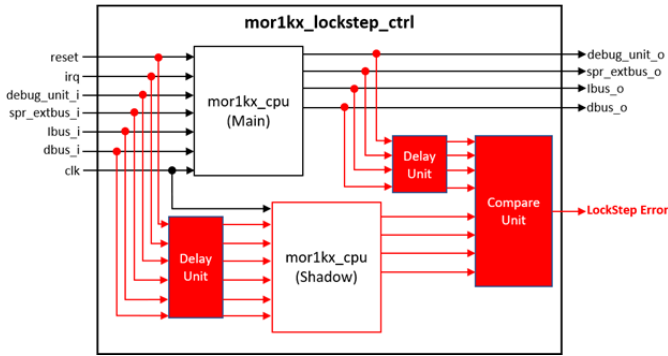 mor1kx_lockstep_ctrl
reset
irq
debug_unit_i
spr_extbus_i
Ibus_i
dbus_i
clk
mor1kx_cpu
(Main)
debug_unit_o
spr_extbus_o
Ibus_o
dbus_o
Delay
Unit
Compare
Unit
LockStep Error
Delay
Unit
mor1kx_cpu
(Shadow)